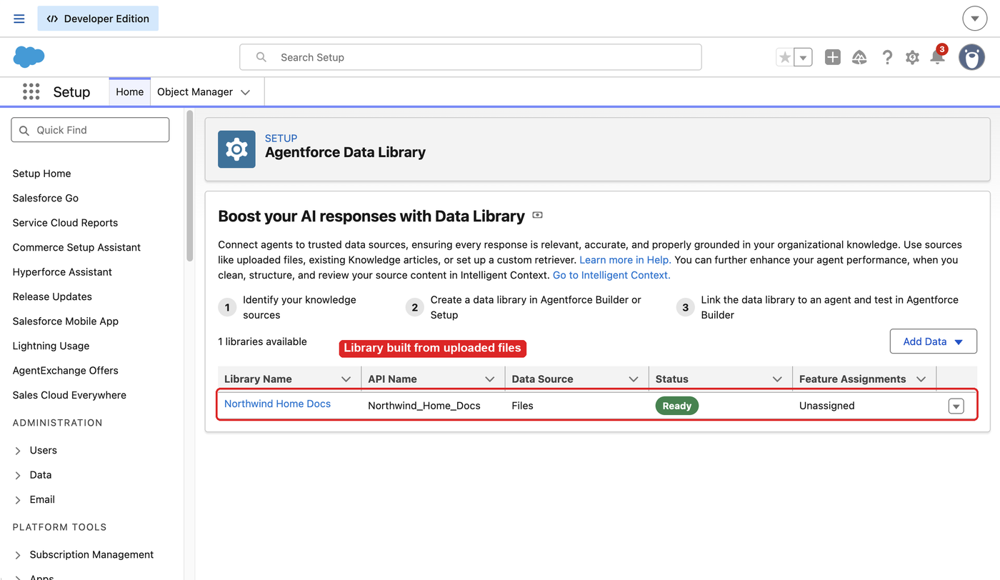 Developer Edition
Search Setup
3
Setup
Home
Object Manager
Quick Find
Setup Home
Salesforce Go
Service Cloud Reports
Commerce Setup Assistant
Hyperforce Assistant
Release Updates
Salesforce Mobile App
Lightning Usage
AgentExchange Offers
Sales Cloud Everywhere
ADMINISTRATION
Users
Data
Email
PLATFORM TOOLS
Subscription Management
Apps
SETUP
Agentforce Data Library
Boost your AI responses with Data Library
Connect agents to trusted data sources, ensuring every response is relevant, accurate, and properly grounded in your organizational knowledge. Use sources
like uploaded files, existing Knowledge articles, or set up a custom retriever. Learn more in Help. You can further enhance your agent performance, when you
clean, structure, and review your source content in Intelligent Context. Go to Intelligent Context.
1 Identify your knowledge
sources
2 Create a data library in Agentforce Builder or
Setup
3 Link the data library to an agent and test in Agentforce
Builder
1 libraries available
Library built from uploaded files
Add Data
Library Name API Name Data Source Status Feature Assignments
Northwind Home Docs Northwind_Home_Docs Files Ready Unassigned